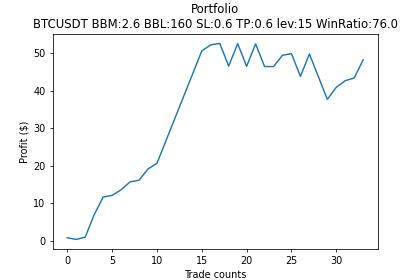 Portfolio
BTCUSDT BBM:2.6 BBL:160 SL:0.6 TP:0.6 lev:15 WinRatio:76.0
50
40
30
20
10
0
Profit ($)
0 5 10 15 20 25 30
Trade counts